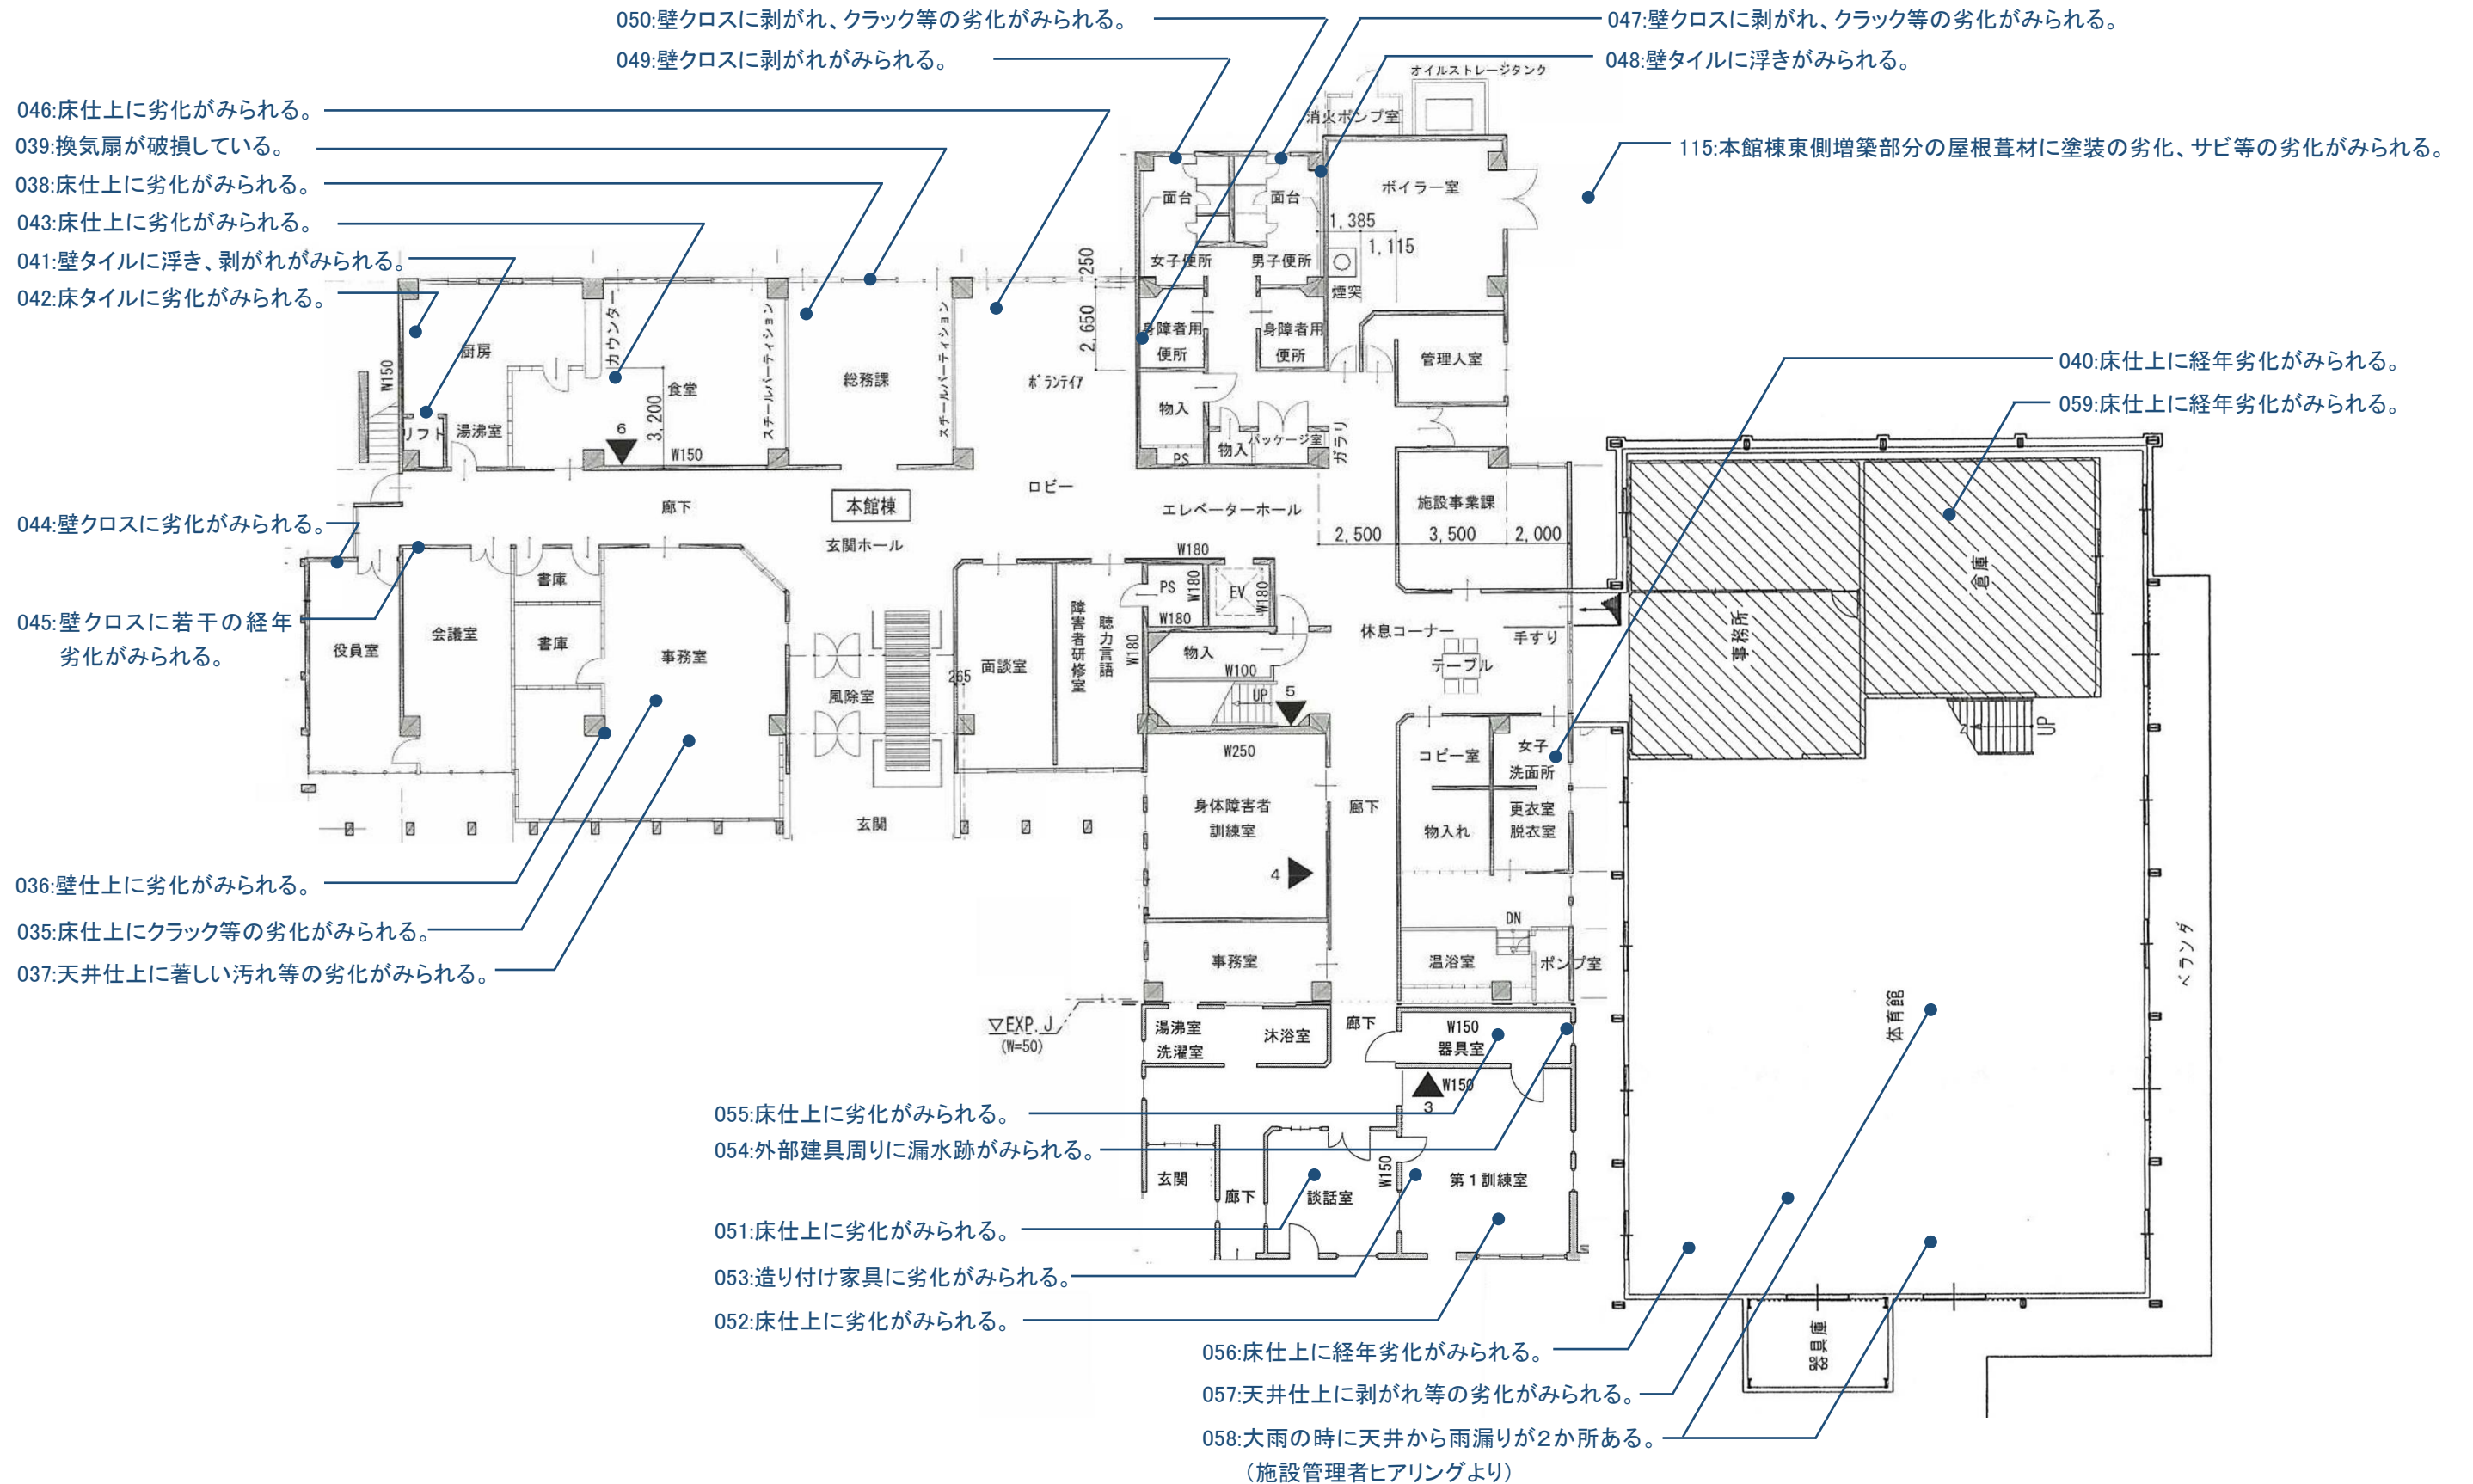 050:壁クロスに剥がれ、クラック等の劣化がみられる。
047:壁クロスに剥がれ、クラック等の劣化がみられる。
049:壁クロスに剥がれがみられる。
048:壁タイルに浮きがみられる。
オイルストレージタンク
消火ポンプ室
046:床仕上に劣化がみられる。
039:換気扇が破損している。
115:本館棟東側増築部分の屋根葺材に塗装の劣化、サビ等の劣化がみられる。
038:床仕上に劣化がみられる。
043:床仕上に劣化がみられる。
041:壁タイルに浮き、剥がれがみられる。
042:床タイルに劣化がみられる。
面台
面台
ボイラー室
1,385
1,115
女子便所
男子便所
煙突
250
2,650
身障者用
便所
身障者用
便所
管理人室
カウンター
スチールパーティション
スチールパーティション
厨房
W150
食堂
3,200
総務課
ボランテイア
物入
リフト
湯沸室
6
W150
PS
物入
パッケージ室
ガラリ
040:床仕上に経年劣化がみられる。
059:床仕上に経年劣化がみられる。
廊下
本館棟
ロビー
エレベーターホール
施設事業課
2,500
3,500
2,000
玄関ホール
044:壁クロスに劣化がみられる。
045:壁クロスに若干の経年
劣化がみられる。
役員室
会議室
書庫
書庫
事務室
風除室
265
面談室
聴力言語
障害者研修室
W180
PS
W180
W180
W180
EV
W180
物入
W100
UP
5
休息コーナー
テーブル
手すり
倉庫
事務所
UP
W250
コピー室
女子
洗面所
身体障害者
訓練室
4
廊下
物入れ
更衣室
脱衣室
玄関
036:壁仕上に劣化がみられる。
035:床仕上にクラック等の劣化がみられる。
037:天井仕上に著しい汚れ等の劣化がみられる。
事務室
DN
温浴室
ポンプ室
ベランダ
体育館
▽EXP.J
(W=50)
湯沸室
洗濯室
沐浴室
廊下
W150
器具室
W150
3
055:床仕上に劣化がみられる。
054:外部建具周りに漏水跡がみられる。
玄関
廊下
談話室
W150
第1訓練室
051:床仕上に劣化がみられる。
053:造り付け家具に劣化がみられる。
052:床仕上に劣化がみられる。
器具庫
056:床仕上に経年劣化がみられる。
057:天井仕上に剥がれ等の劣化がみられる。
058:大雨の時に天井から雨漏りが2か所ある。
(施設管理者ヒアリングより)